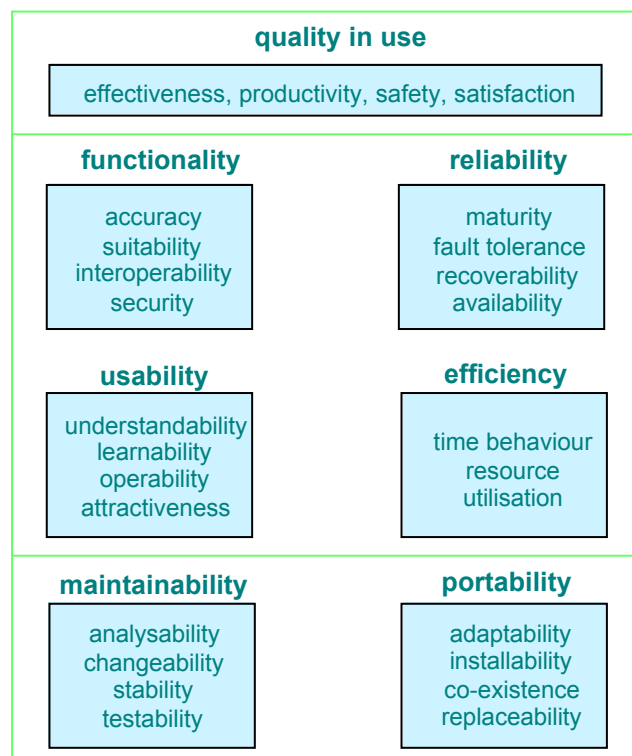 quality in use
effectiveness, productivity, safety, satisfaction
functionality
accuracy
suitability
interoperability
security
reliability
maturity
fault tolerance
recoverability
availability
usability
understandability
learnability
operability
attractiveness
efficiency
time behaviour
resource
utilisation
maintainability
analysability
changeability
stability
testability
portability
adaptability
installability
co-existence
replaceability